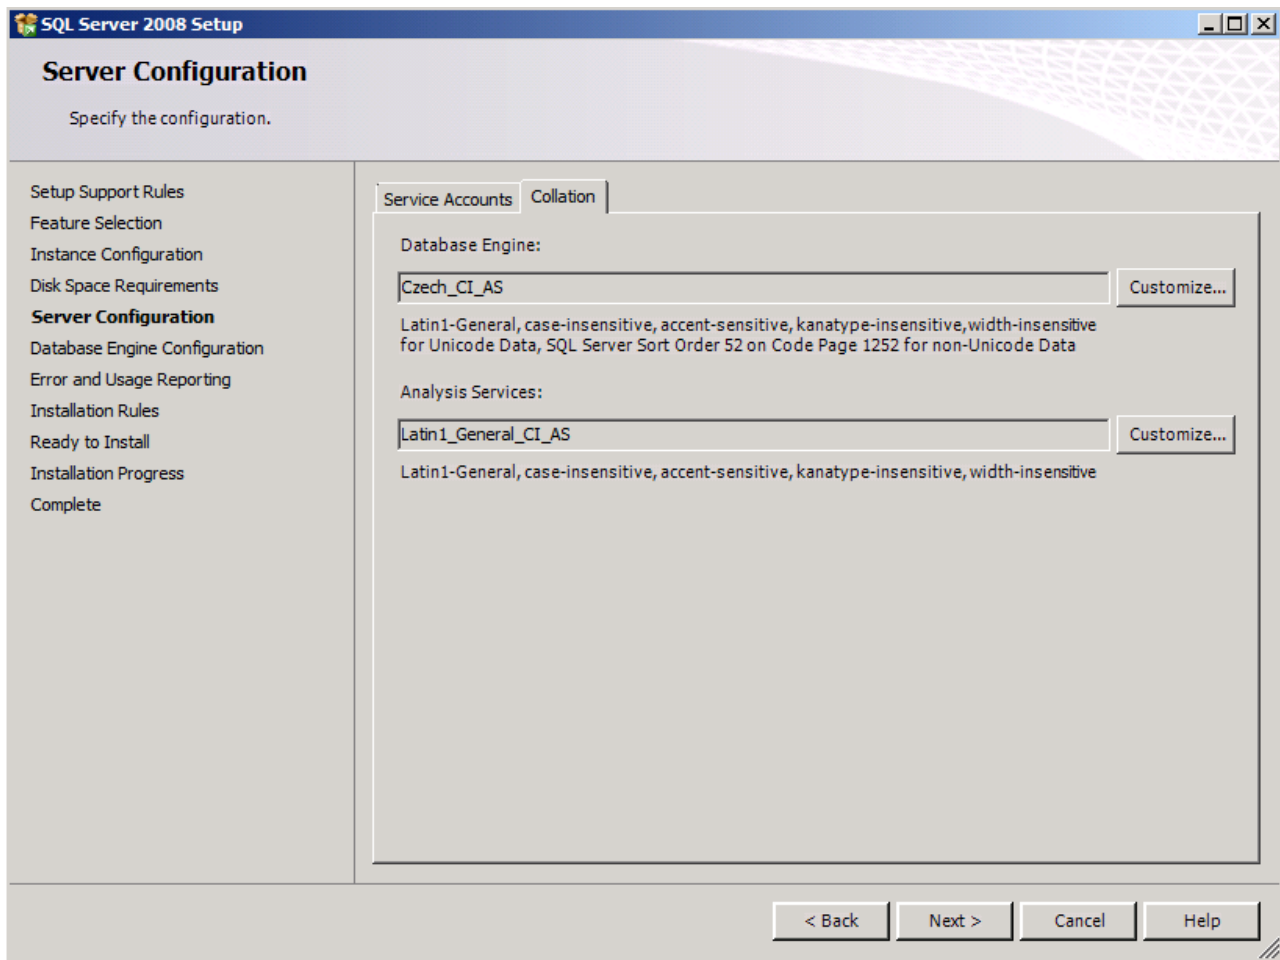 SQL Server 2008 Setup
Server Configuration
Specify the configuration.
Setup Support Rules
Feature Selection
Instance Configuration
Disk Space Requirements
Server Configuration
Database Engine Configuration
Error and Usage Reporting
Installation Rules
Ready to Install
Installation Progress
Complete
Service Accounts
Collation
Database Engine:
Czech_CI_AS
Customize...
Latin1-General, case-insensitive, accent-sensitive, kanatype-insensitive,width-insensitive
for Unicode Data, SQL Server Sort Order 52 on Code Page 1252 for non-Unicode Data
Analysis Services:
Latin1_General_CI_AS
Customize...
Latin1-General, case-insensitive, accent-sensitive, kanatype-insensitive, width-insensitive
< Back
Next >
Cancel
Help